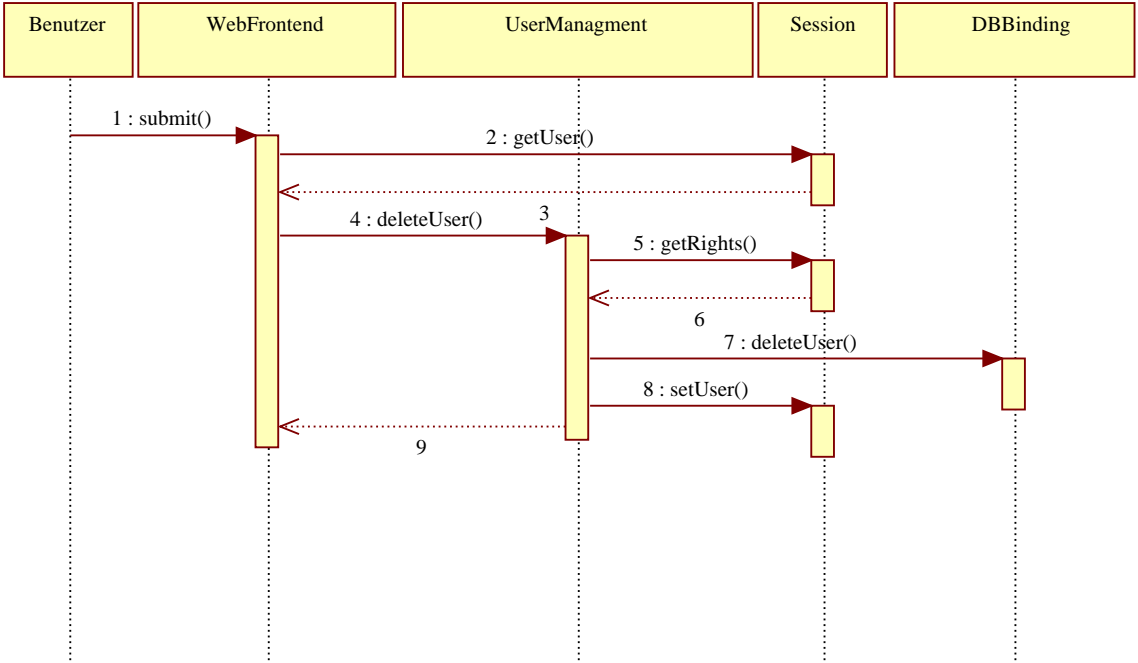 Benutzer
WebFrontend
UserManagment
Session
DBBinding
1 : submit()
2 : getUser()
3
4 : deleteUser()
5 : getRights()
6
7 : deleteUser()
8 : setUser()
9